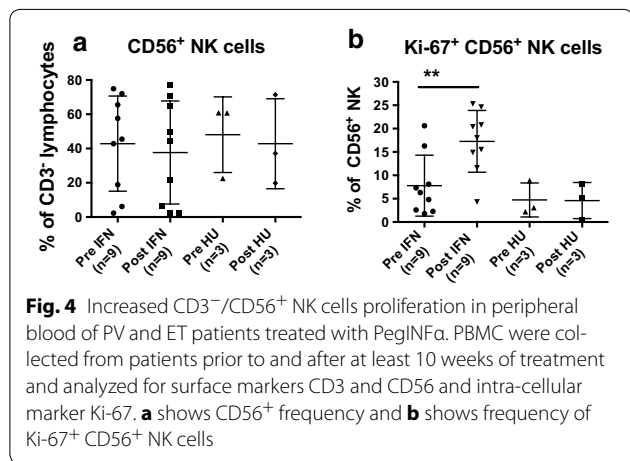 a
CD56⁺ NK cells
% of CD3⁻ lymphocytes
100
80
60
40
20
0
Pre IFN
(n=9)
Post IFN
(n=9)
Pre HU
(n=3)
Post HU
(n=3)
b
Ki-67⁺ CD56⁺ NK cells
% of CD56⁺ NK
30
25
20
15
10
5
0
**
Pre IFN
(n=9)
Post IFN
(n=9)
Pre HU
(n=3)
Post HU
(n=3)
Fig. 4 Increased CD3⁻/CD56⁺ NK cells proliferation in peripheral
blood of PV and ET patients treated with PegINFα. PBMC were col-
lected from patients prior to and after at least 10 weeks of treatment
and analyzed for surface markers CD3 and CD56 and intra-cellular
marker Ki-67. a shows CD56⁺ frequency and b shows frequency of
Ki-67⁺ CD56⁺ NK cells